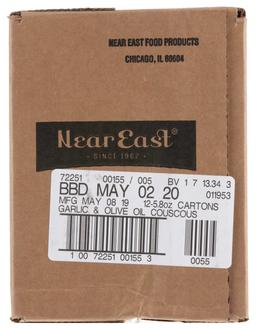 NEAR EAST FOOD PRODUCTS
CHICAGO, IL 60604
Near East®
· SINCE 1962 ·
72251 00155 / 005 BV 1 7 13.34 3
BBD MAY 02 20 011953
MFG MAY 08 19 12-5.8oz CARTONS
GARLIC & OLIVE OIL COUSCOUS
1 00 72251 00155 3
0055